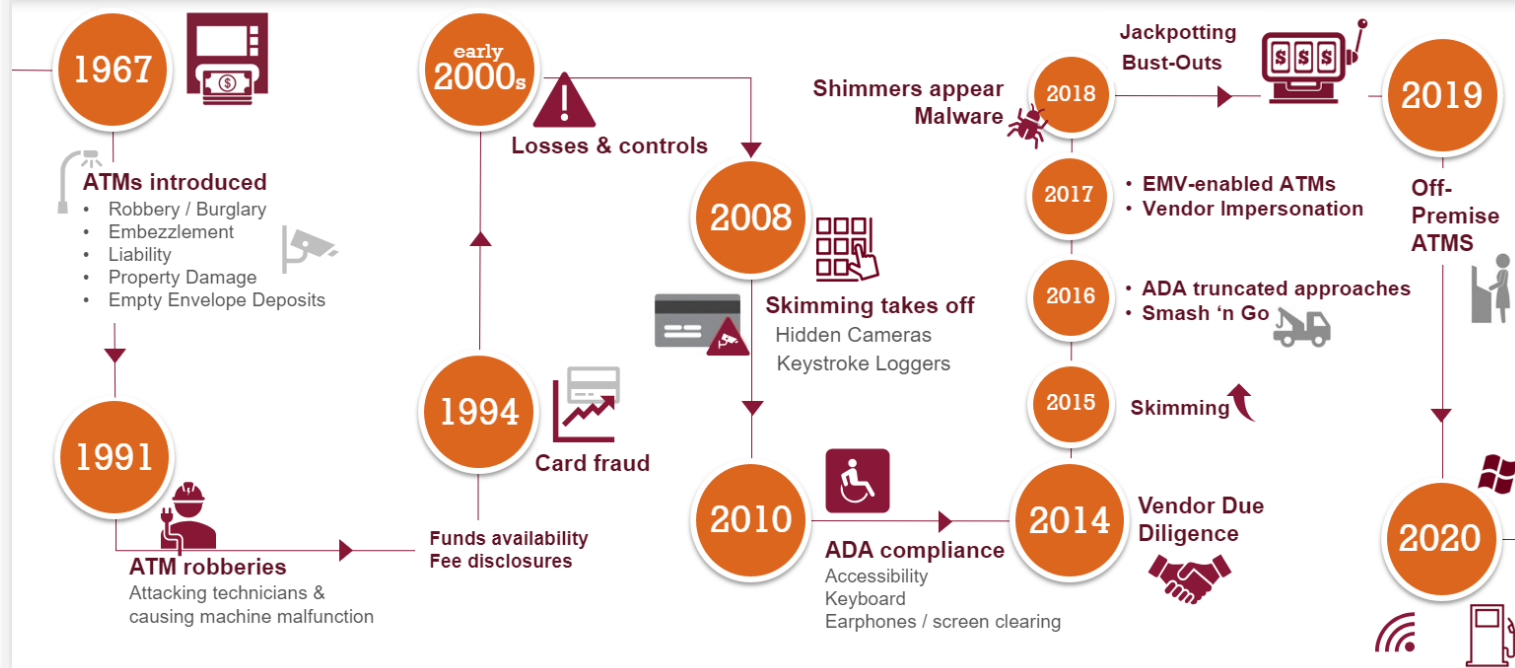 1967
ATMs introduced
• Robbery / Burglary
• Embezzlement
• Liability
• Property Damage
• Empty Envelope Deposits
1991
ATM robberies
Attacking technicians &
causing machine malfunction
Funds availability
Fee disclosures
1994
Card fraud
early
2000s
Losses & controls
2008
Skimming takes off
Hidden Cameras
Keystroke Loggers
2010
ADA compliance
Accessibility
Keyboard
Earphones / screen clearing
2014
Vendor Due
Diligence
2015
Skimming
2016
• ADA truncated approaches
• Smash ‘n Go
2017
• EMV-enabled ATMs
• Vendor Impersonation
2018
Shimmers appear
Malware
Jackpotting
Bust-Outs
$ $ $
2019
Off-
Premise
ATMS
2020